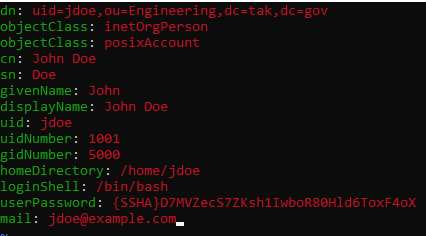 dn: uid=jdoe,ou=Engineering,dc=tak,dc=gov
objectClass: inetOrgPerson
objectClass: posixAccount
cn: John Doe
sn: Doe
givenName: John
displayName: John Doe
uid: jdoe
uidNumber: 1001
gidNumber: 5000
homeDirectory: /home/jdoe
loginShell: /bin/bash
userPassword: {SSHA}D7MVZecS7ZKsh1IwboR80Hld6ToxF4oX
mail: jdoe@example.com